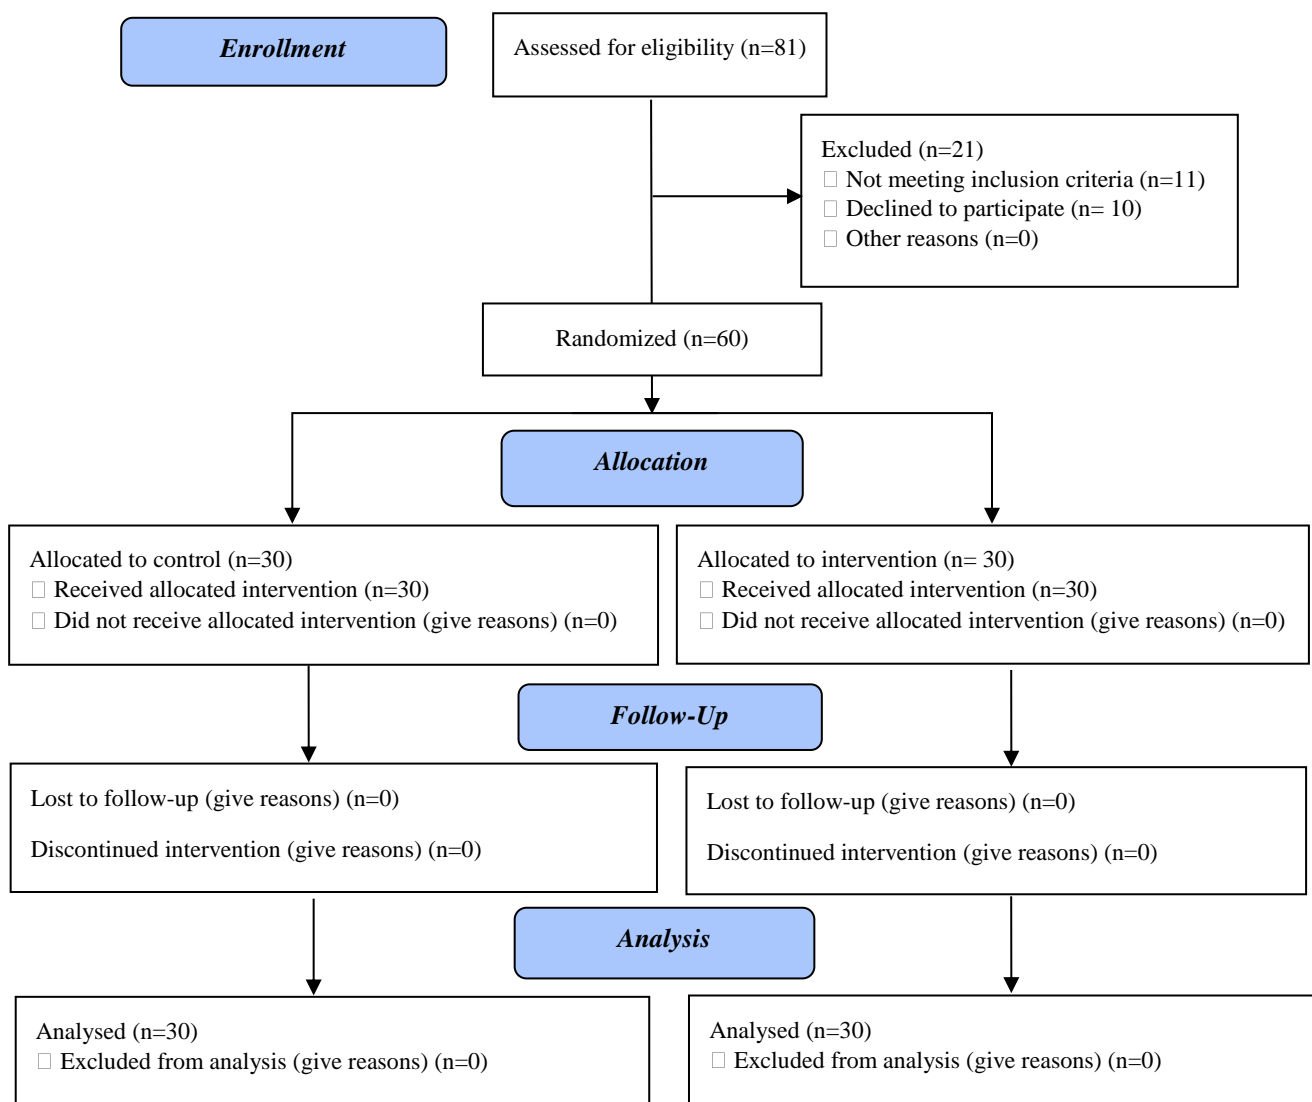 Enrollment
Assessed for eligibility (n=81)
Excluded (n=21)
□ Not meeting inclusion criteria (n=11)
□ Declined to participate (n= 10)
□ Other reasons (n=0)
Randomized (n=60)
Allocation
Allocated to control (n=30)
□ Received allocated intervention (n=30)
□ Did not receive allocated intervention (give reasons) (n=0)
Allocated to intervention (n= 30)
□ Received allocated intervention (n=30)
□ Did not receive allocated intervention (give reasons) (n=0)
Follow-Up
Lost to follow-up (give reasons) (n=0)
Discontinued intervention (give reasons) (n=0)
Lost to follow-up (give reasons) (n=0)
Discontinued intervention (give reasons) (n=0)
Analysis
Analysed (n=30)
□ Excluded from analysis (give reasons) (n=0)
Analysed (n=30)
□ Excluded from analysis (give reasons) (n=0)